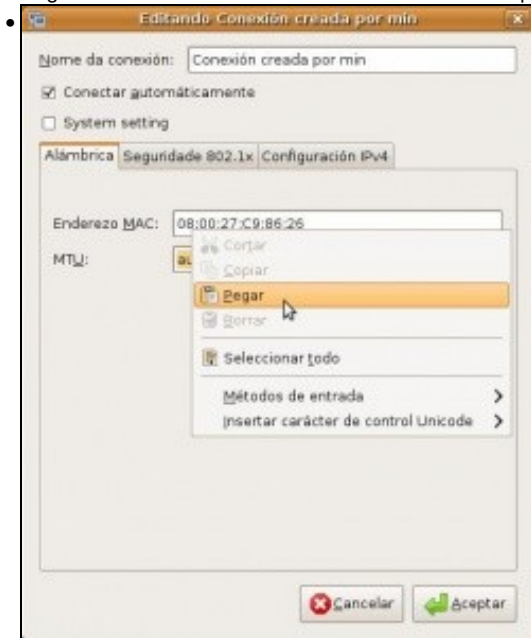 Editando Conexión creada por min
Nome da conexión: Conexión creada por min
Conectar automáticamente
System setting
Alámbrica Seguridade 802.1x Configuración IPv4
Enderezo MAC: 08:00:27:C9:86:26
MTU:
Cortar
Copiar
Pegar
Borrar
Seleccionar todo
Métodos de entrada
Insertar carácter de control Unicode
Cancelar Aceptar